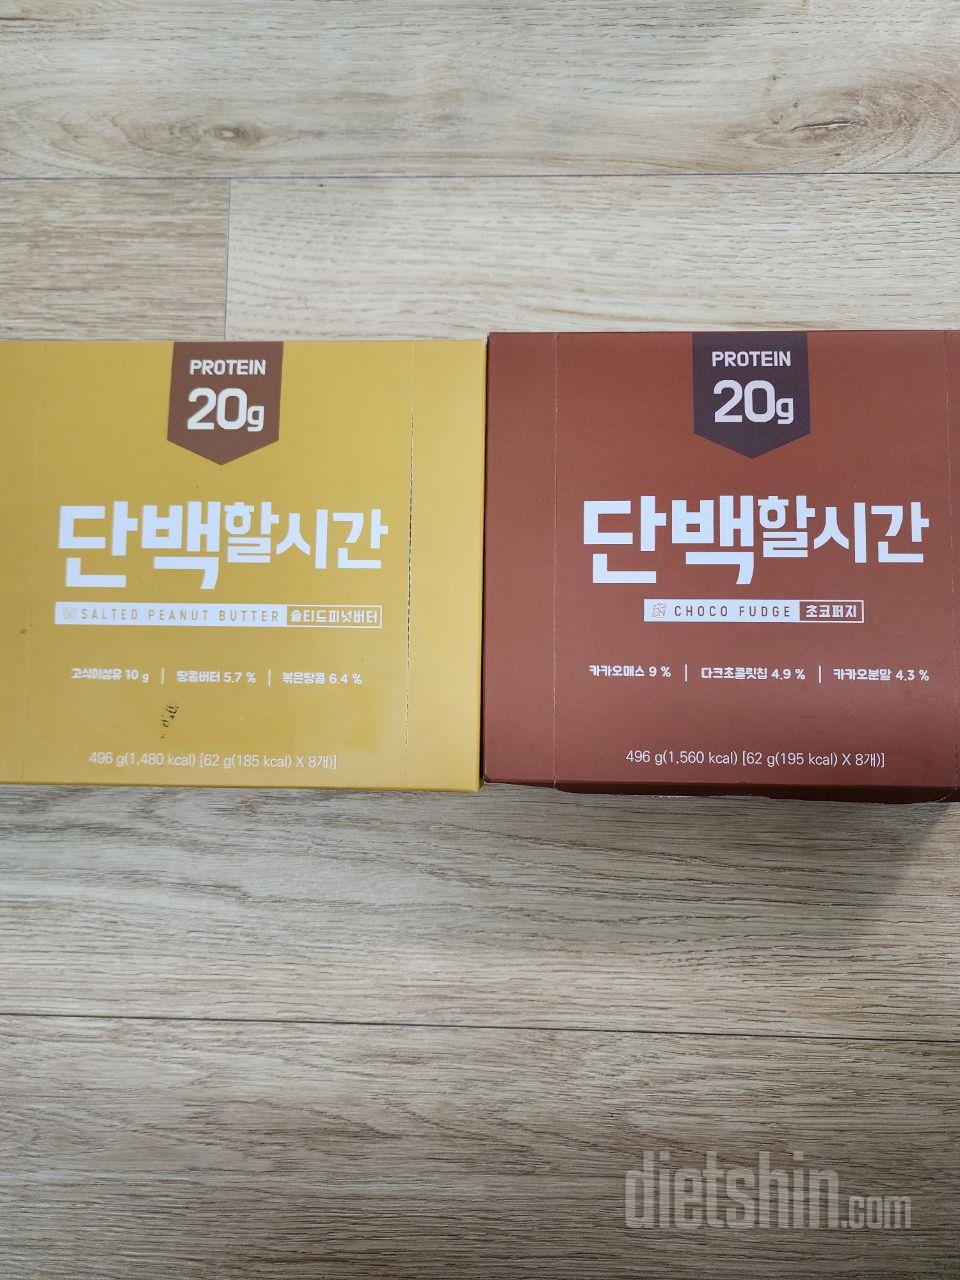 PROTEIN
20g
단백할시간
SALTED PEANUT BUTTER 솔티드피넛버터
고식이섬유 10 g | 땅콩버터 5.7 % | 볶은땅콩 6.4 %
496 g(1,480 kcal) [62 g(185 kcal) X 8개)]
PROTEIN
20g
단백할시간
CHOCO FUDGE 초코퍼지
카카오매스 9 % | 다크초콜릿칩 4.9 % | 카카오분말 4.3 %
496 g(1,560 kcal) [62 g(195 kcal) X 8개)]
dietshin.com